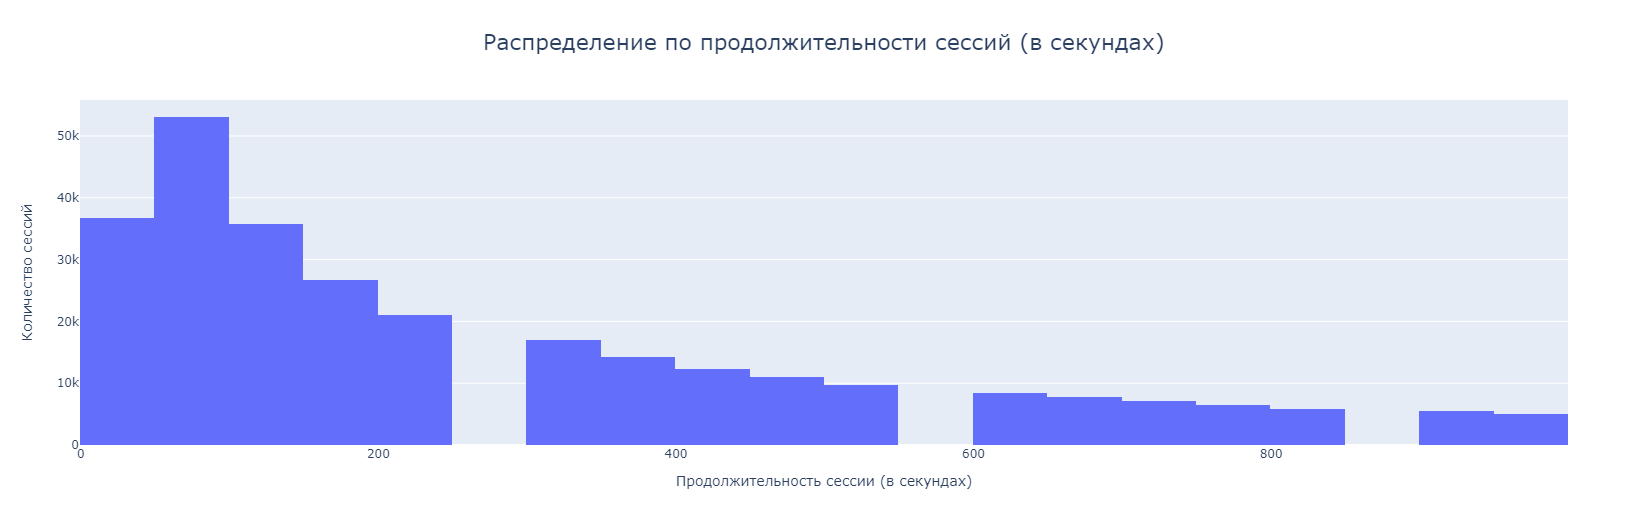 Распределение по продолжительности сессий (в секундах)
50k
40k
30k
20k
10k
0
Количество сессий
0 200 400 600 800
Продолжительность сессии (в секундах)